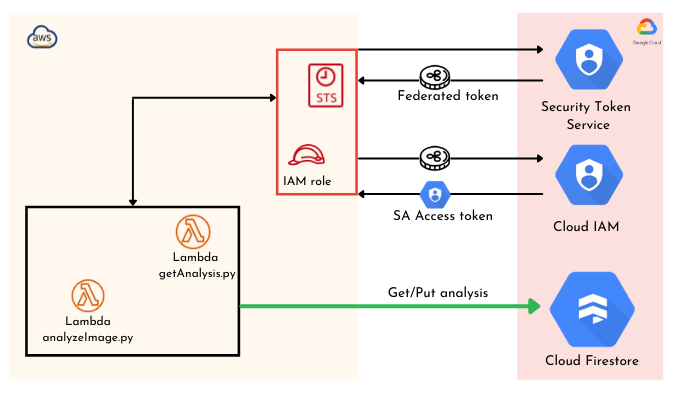 aws
Google Cloud
STS
Federated token
Security Token
Service
IAM role
SA Access token
Cloud IAM
Lambda
getAnalysis.py
Lambda
analyzeImage.py
Get/Put analysis
Cloud Firestore